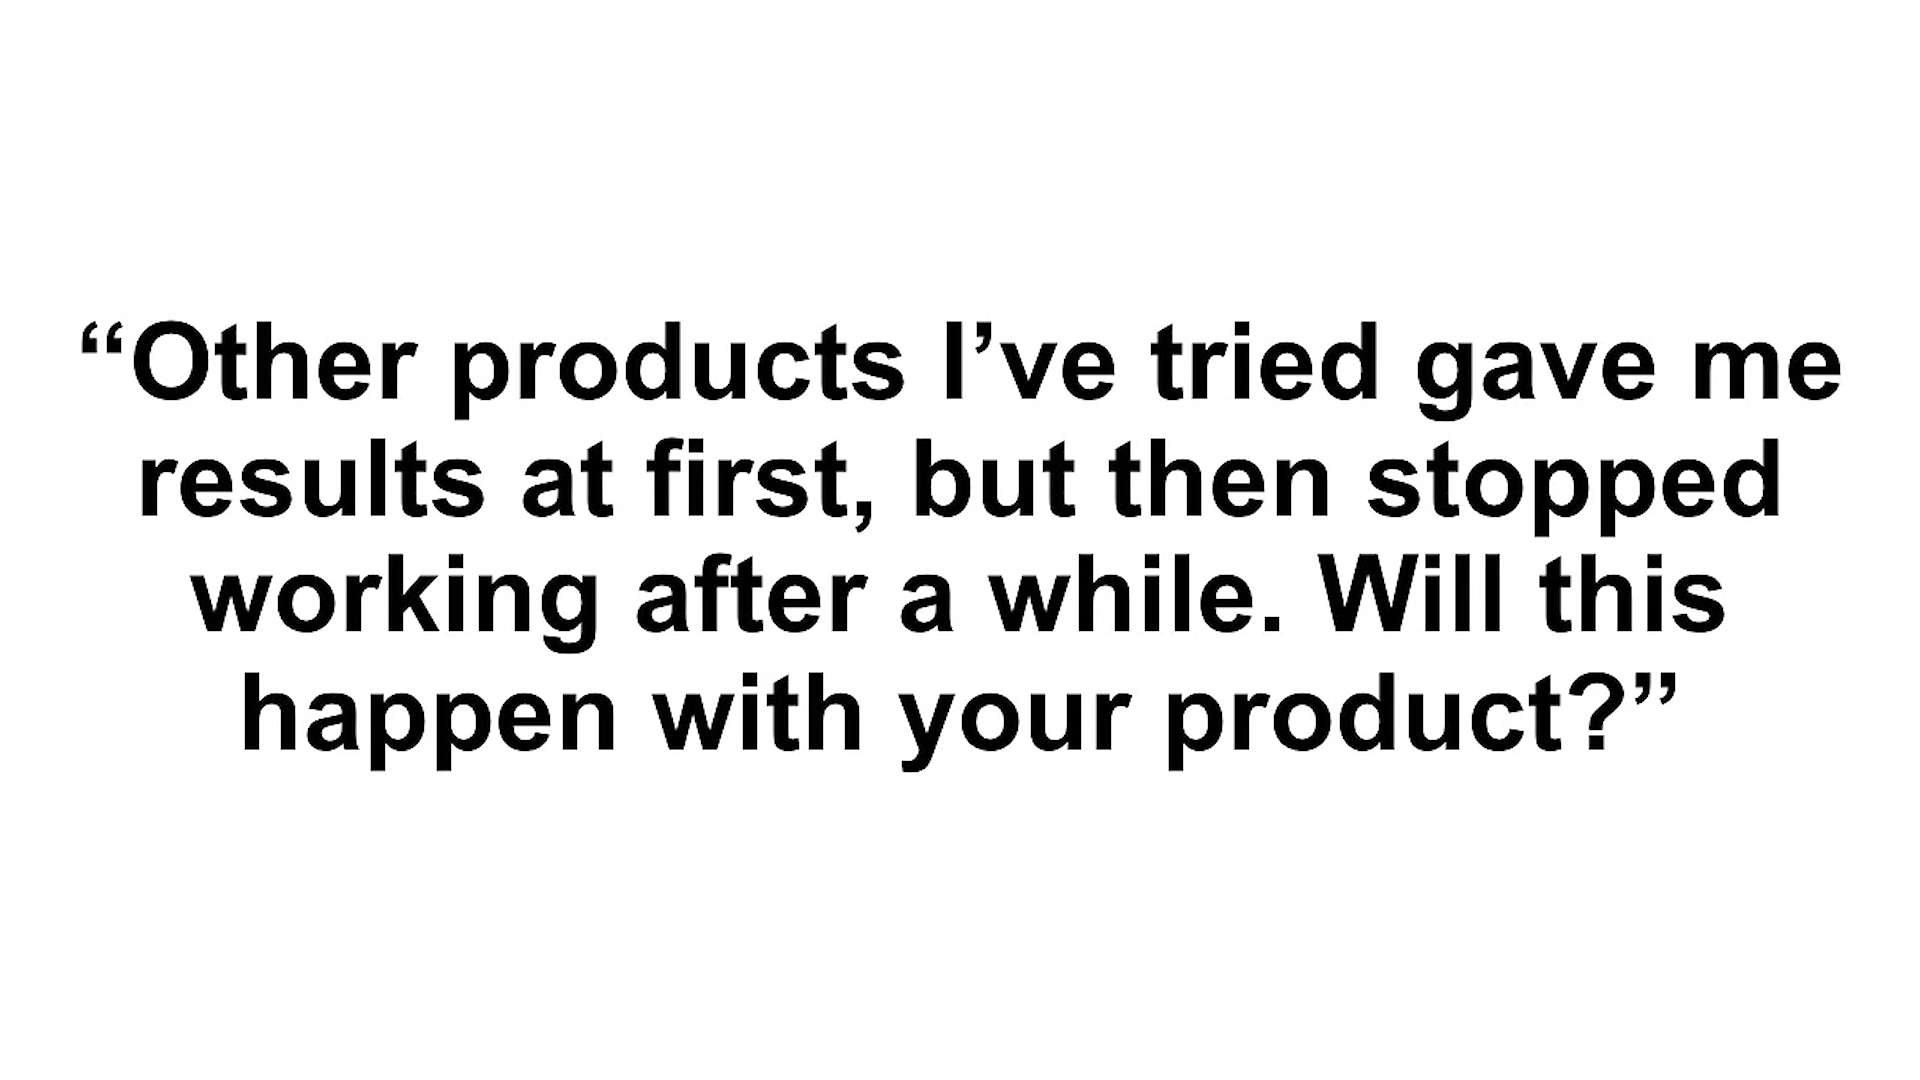 “Other products I’ve tried gave me
results at first, but then stopped
working after a while. Will this
happen with your product?”